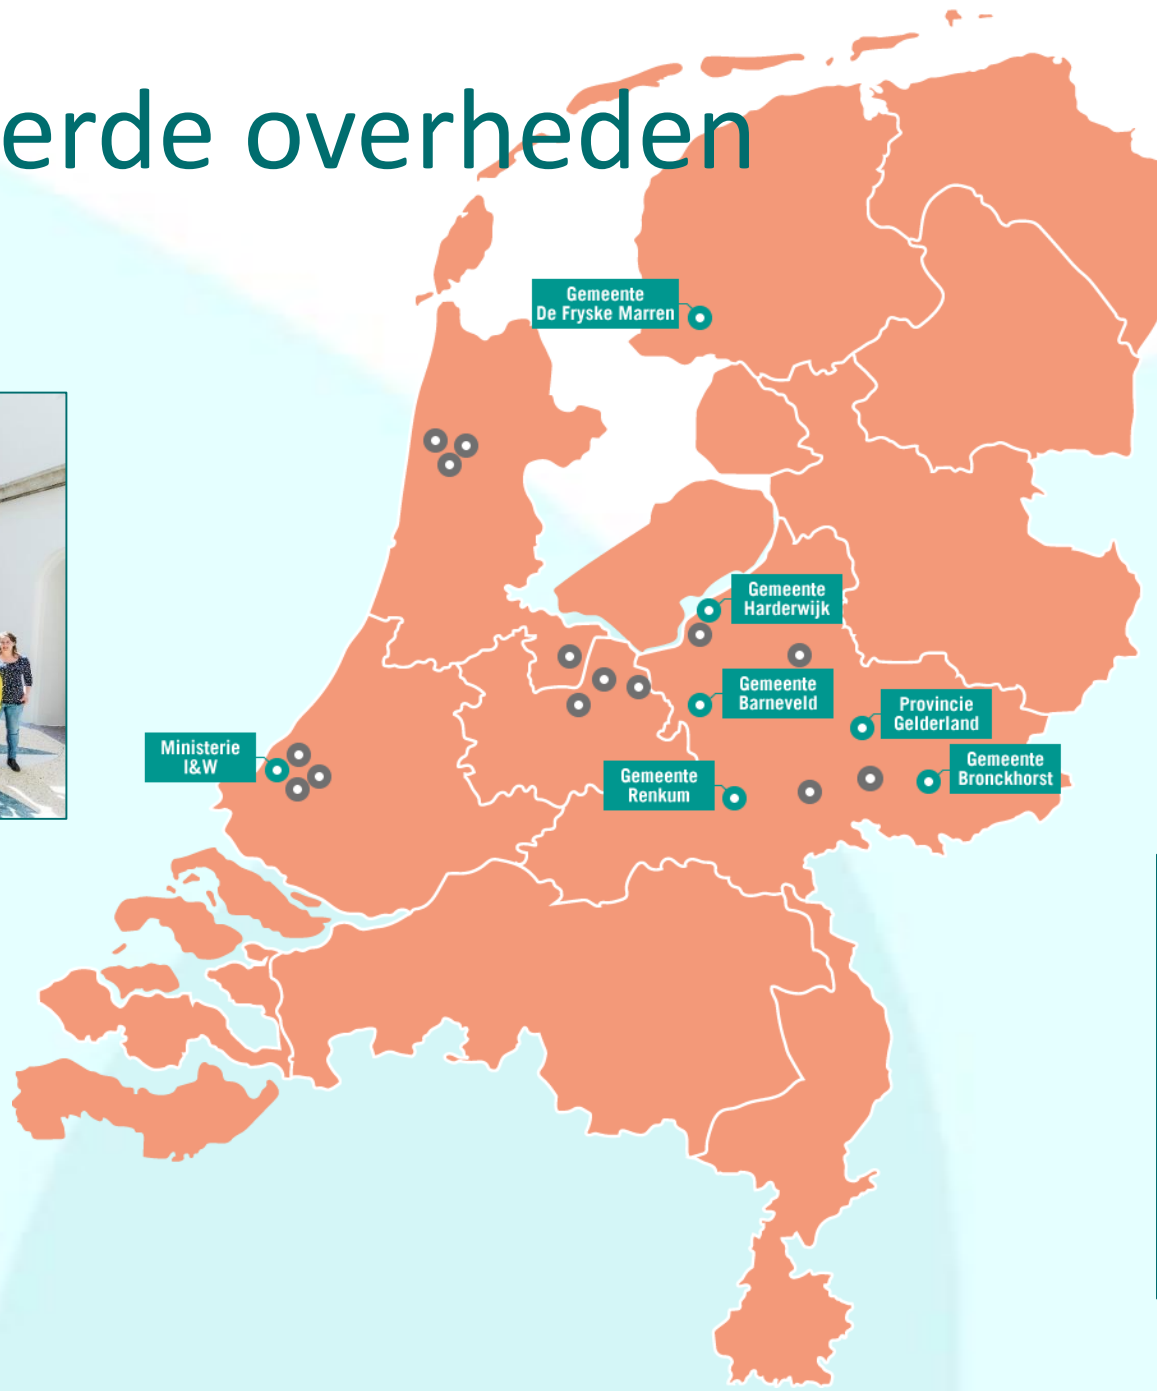 erde overheden
Gemeente
De Fryske Marren
Gemeente
Harderwijk
Gemeente
Barneveld
Provincie
Gelderland
Ministerie
I&W
Gemeente
Bronckhorst
Gemeente
Renkum